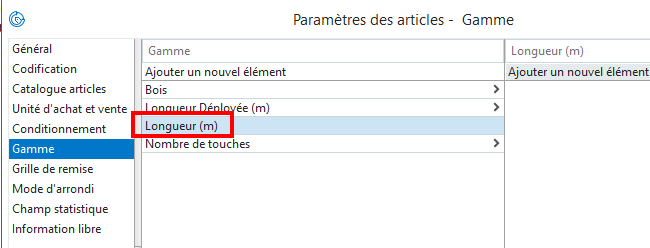 Paramètres des articles -  Gamme
Général
Codification
Catalogue articles
Unité d'achat et vente
Conditionnement
Gamme
Grille de remise
Mode d'arrondi
Champ statistique
Information libre
Gamme
Ajouter un nouvel élément
Bois
Longueur Déployée (m)
Longueur (m)
Nombre de touches
Longueur (m)
Ajouter un nouvel élément